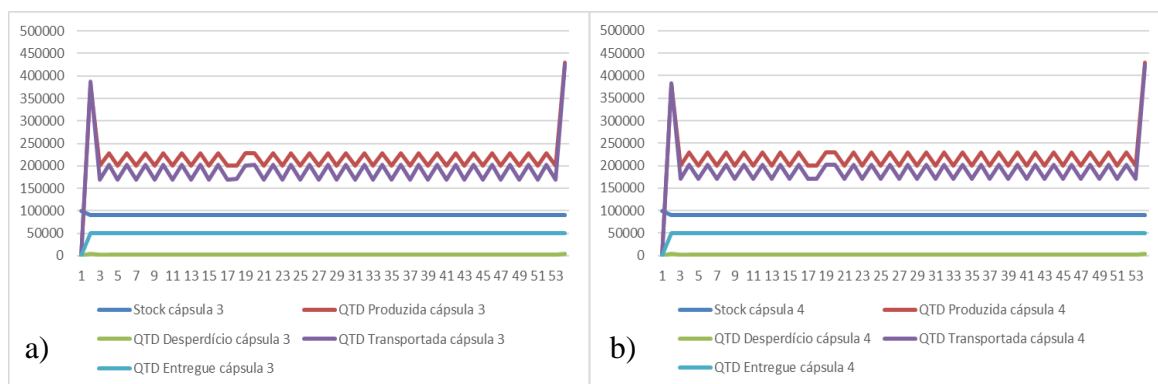 500000
450000
400000
350000
300000
250000
200000
150000
100000
50000
0
1 3 5 7 9 11 13 15 17 19 21 23 25 27 29 31 33 35 37 39 41 43 45 47 49 51 53
Stock cápsula 3 QTD Produzida cápsula 3
QTD Desperdício cápsula 3 QTD Transportada cápsula 3
QTD Entregue cápsula 3
a)
500000
450000
400000
350000
300000
250000
200000
150000
100000
50000
0
1 3 5 7 9 11 13 15 17 19 21 23 25 27 29 31 33 35 37 39 41 43 45 47 49 51 53
Stock cápsula 4 QTD Produzida cápsula 4
QTD Desperdício cápsula 4 QTD Transportada cápsula 4
QTD Entregue cápsula 4
b)